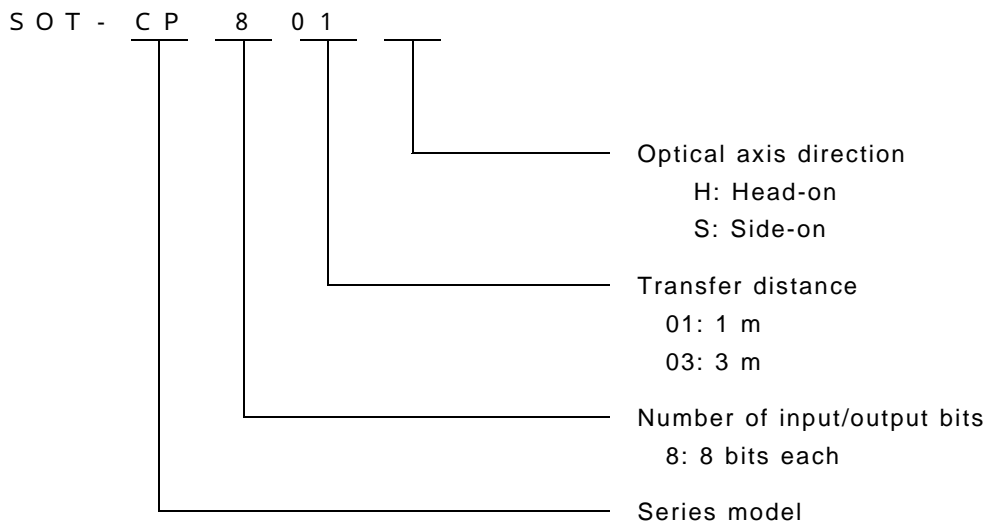 SOT-CP 8 01
Optical axis direction
H: Head-on
S: Side-on
Transfer distance
01: 1 m
03: 3 m
Number of input/output bits
8: 8 bits each
Series model